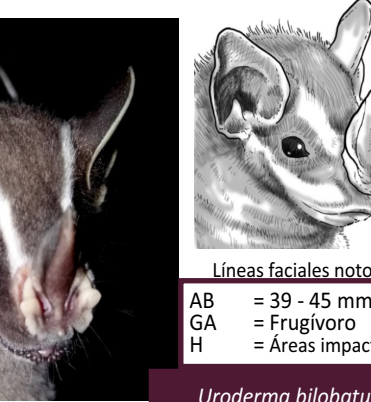 Líneas faciales noto
AB = 39 - 45 mm
GA = Frugívoro
H = Áreas impact
Uroderma bilobatu